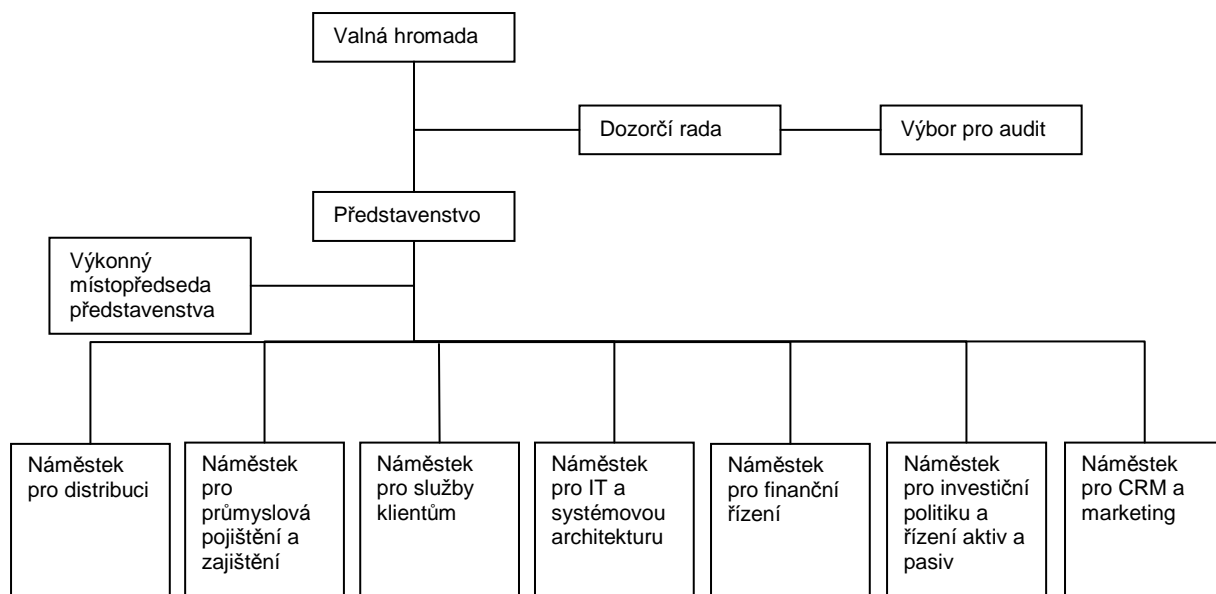 Valná hromada
Dozorčí rada
Výbor pro audit
Představenstvo
Výkonný
místopředseda
představenstva
Náměstek
pro distribuci
Náměstek
pro
průmyslová
pojištění a
zajištění
Náměstek
pro služby
klientům
Náměstek
pro IT a
systémovou
architekturu
Náměstek
pro finanční
řízení
Náměstek
pro investiční
politiku a
řízení aktiv a
pasiv
Náměstek
pro CRM a
marketing